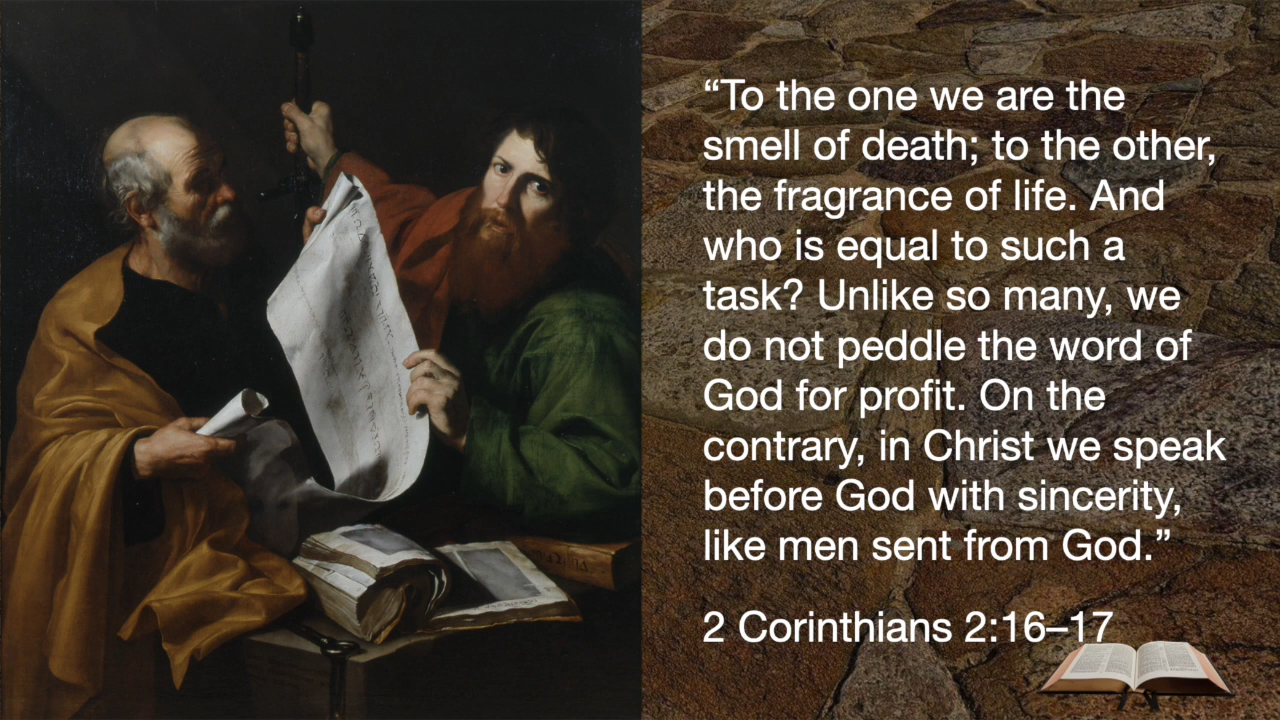 “To the one we are the
smell of death; to the other,
the fragrance of life. And
who is equal to such a
task? Unlike so many, we
do not peddle the word of
God for profit. On the
contrary, in Christ we speak
before God with sincerity,
like men sent from God.”
2 Corinthians 2:16–17